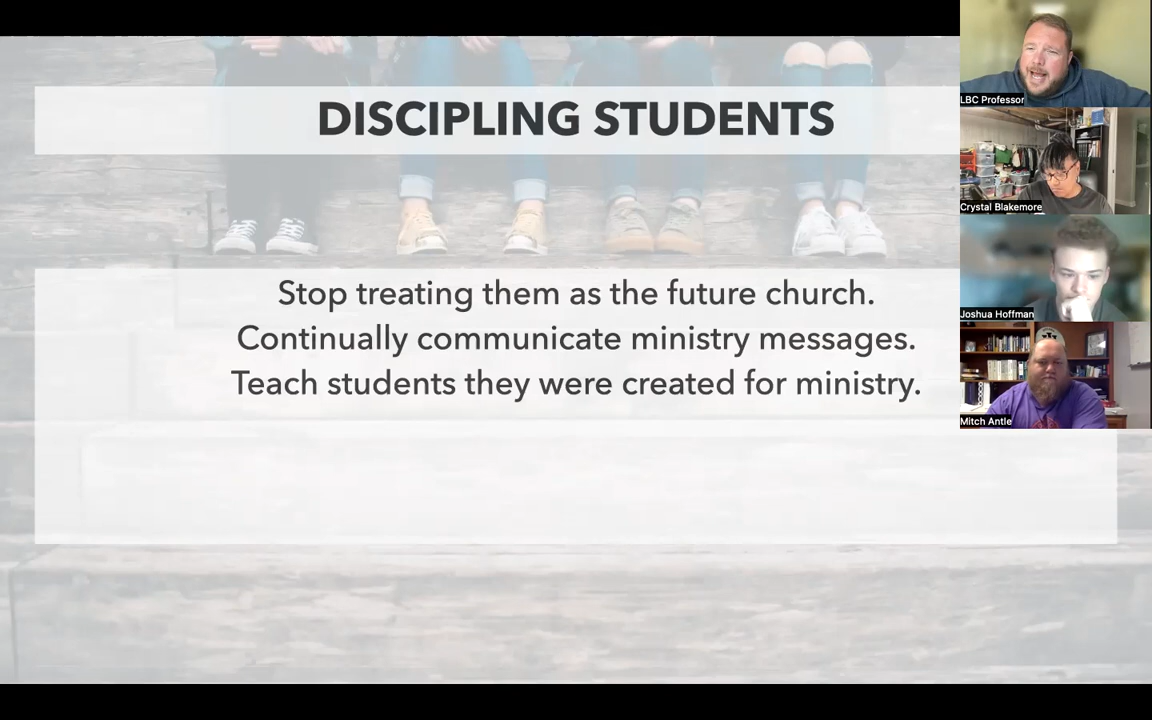 DISCIPLING STUDENTS
Stop treating them as the future church.
Continually communicate ministry messages.
Teach students they were created for ministry.
LBC Professor
Crystal Blakemore
Joshua Hoffman
Mitch Antle